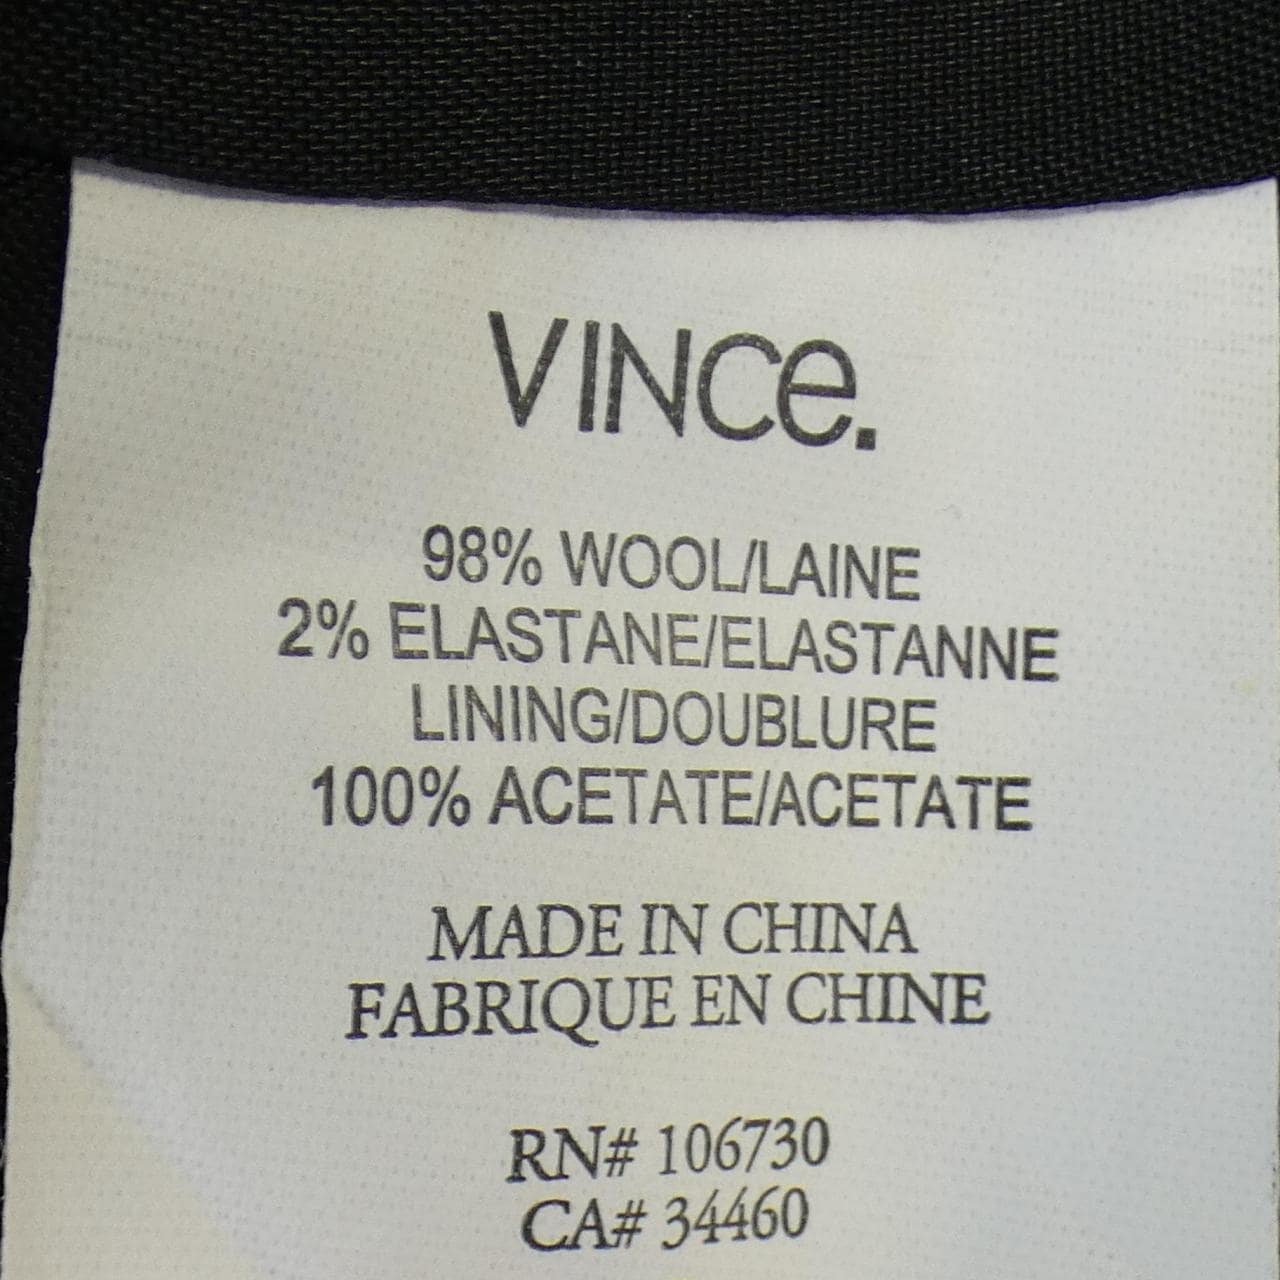 VINCe.
98% WOOL/LAINE
2% ELASTANE/ELASTANNE
LINING/DOUBLURE
100% ACETATE/ACETATE
MADE IN CHINA
FABRIQUE EN CHINE
RN# 106730
CA# 34460